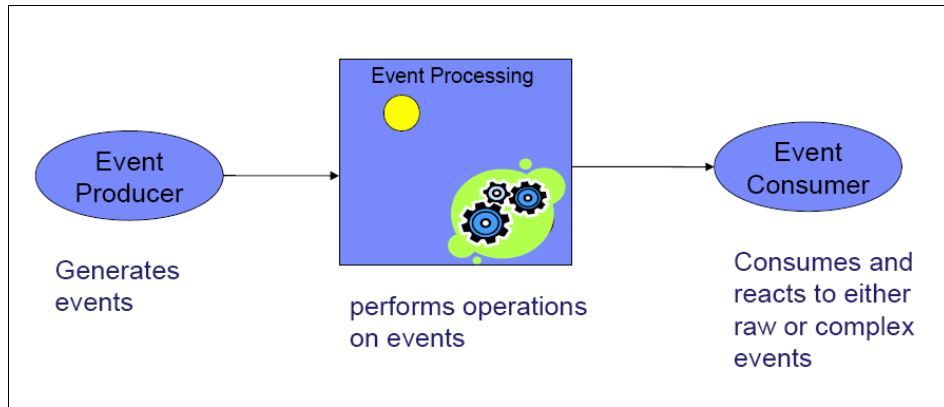 Event Processing
Event
Producer
Event
Consumer
Generates
events
performs operations
on events
Consumes and
reacts to either
raw or complex
events